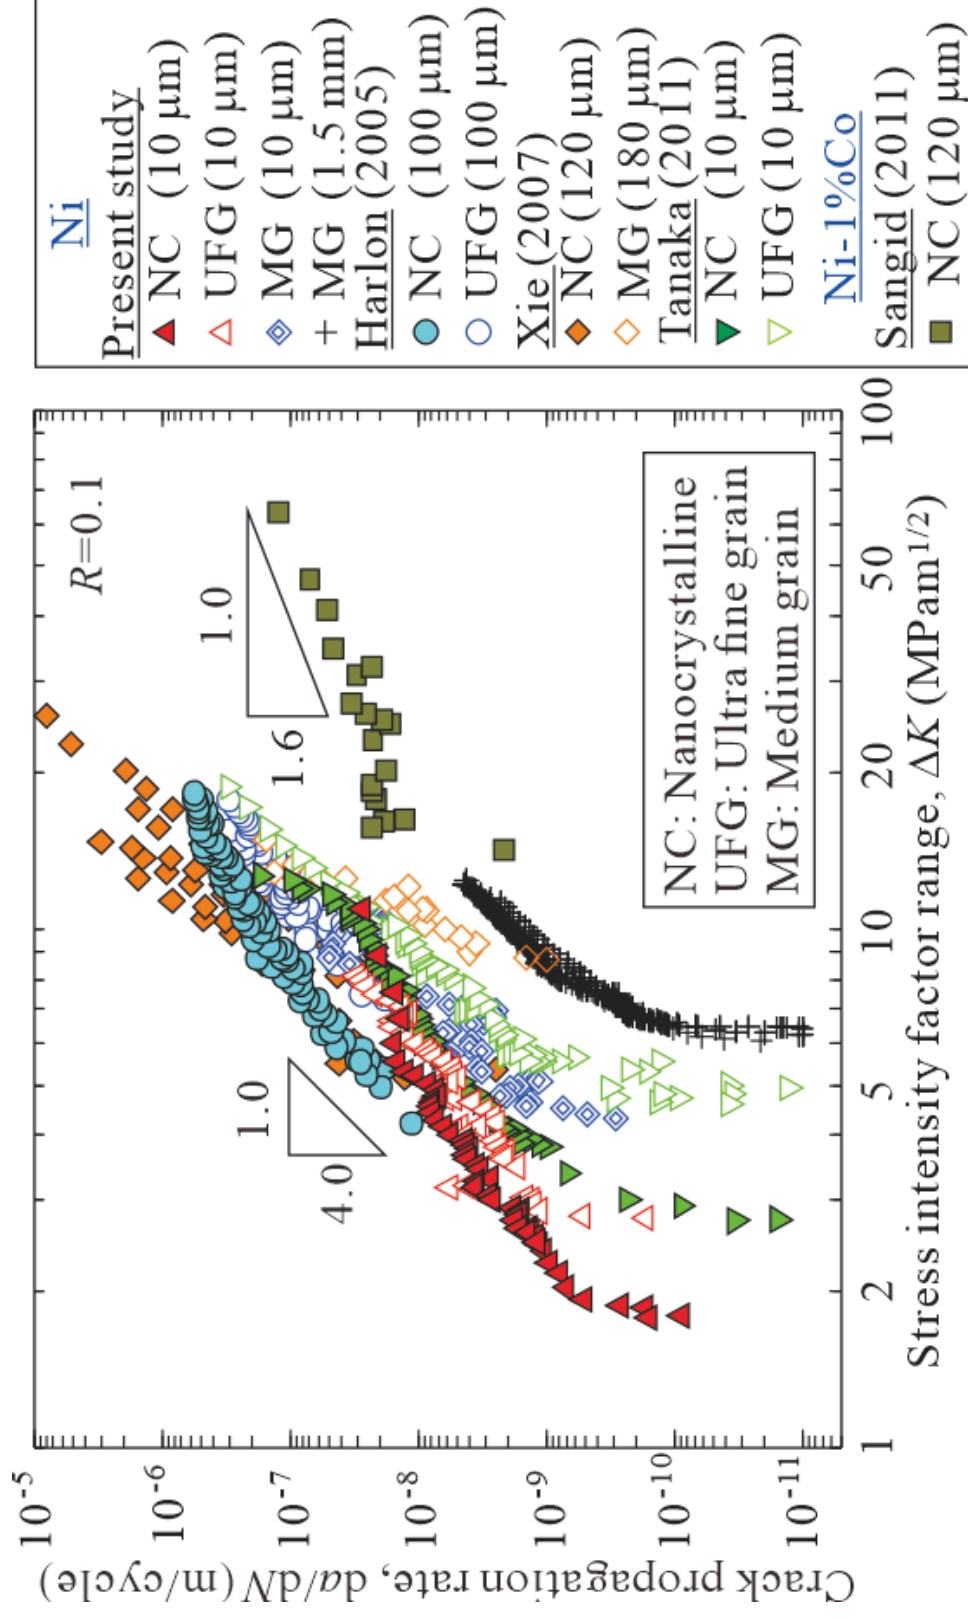 10-5
10-6
10-7
10-8
10-9
10-10
10-11
Crack propagation rate, da/dN (m/cycle)
1
2
5
10
20
50
100
Stress intensity factor range, ΔK (MPam1/2)
R=0.1
1.0
4.0
1.0
1.6
NC: Nanocrystalline
UFG: Ultra fine grain
MG: Medium grain
Ni
Present study
NC (10 μm)
UFG (10 μm)
MG (10 μm)
MG (1.5 mm)
Harlon (2005)
NC (100 μm)
UFG (100 μm)
Xie (2007)
NC (120 μm)
MG (180 μm)
Tanaka (2011)
NC (10 μm)
UFG (10 μm)
Ni-1%Co
Sangid (2011)
NC (120 μm)